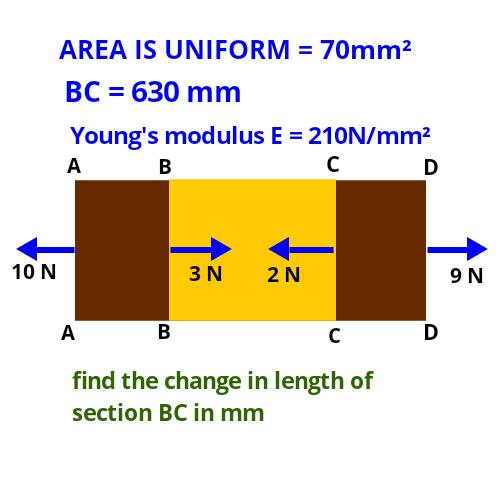 AREA IS UNIFORM = 70mm²
BC = 630 mm
Young's modulus E = 210N/mm²
A B C D
10 N 3 N 2 N 9 N
A B C D
find the change in length of
section BC in mm